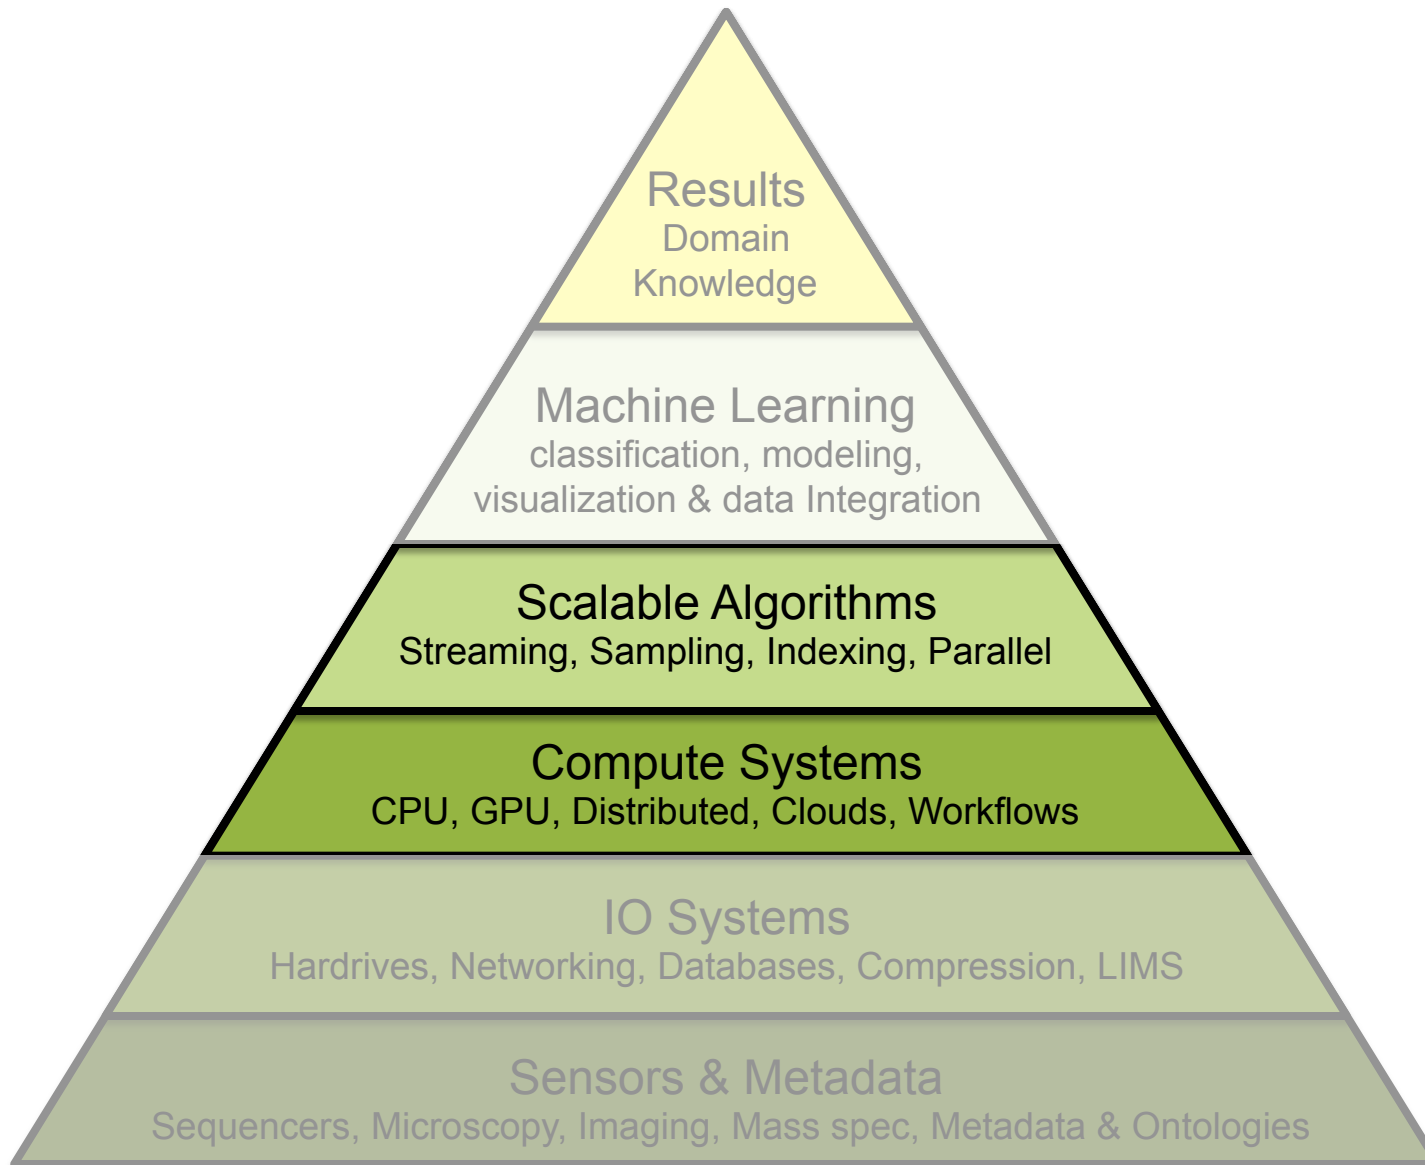 Results
Domain
Knowledge
Machine Learning
classification, modeling,
visualization & data Integration
Scalable Algorithms
Streaming, Sampling, Indexing, Parallel
Compute Systems
CPU, GPU, Distributed, Clouds, Workflows
IO Systems
Hardrives, Networking, Databases, Compression, LIMS
Sensors & Metadata
Sequencers, Microscopy, Imaging, Mass spec, Metadata & Ontologies